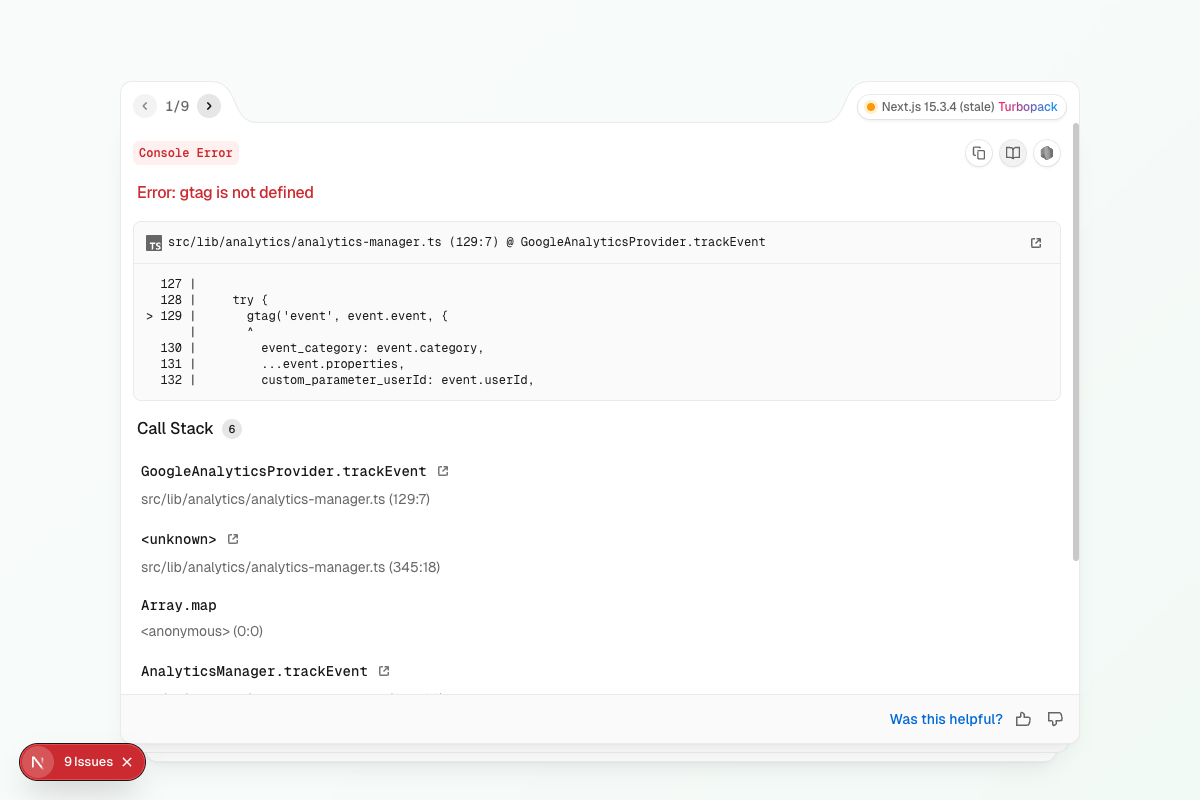 1/9
Next.js 15.3.4 (stale) Turbopack
Console Error
Error: gtag is not defined
TS src/lib/analytics/analytics-manager.ts (129:7) @ GoogleAnalyticsProvider.trackEvent
127 |
128 |     try {
> 129 |       gtag('event', event.event, {
|       ^
130 |         event_category: event.category,
131 |         ...event.properties,
132 |         custom_parameter_userId: event.userId,
Call Stack 6
GoogleAnalyticsProvider.trackEvent
src/lib/analytics/analytics-manager.ts (129:7)
<unknown>
src/lib/analytics/analytics-manager.ts (345:18)
Array.map
<anonymous> (0:0)
AnalyticsManager.trackEvent
Was this helpful?
N 9 Issues